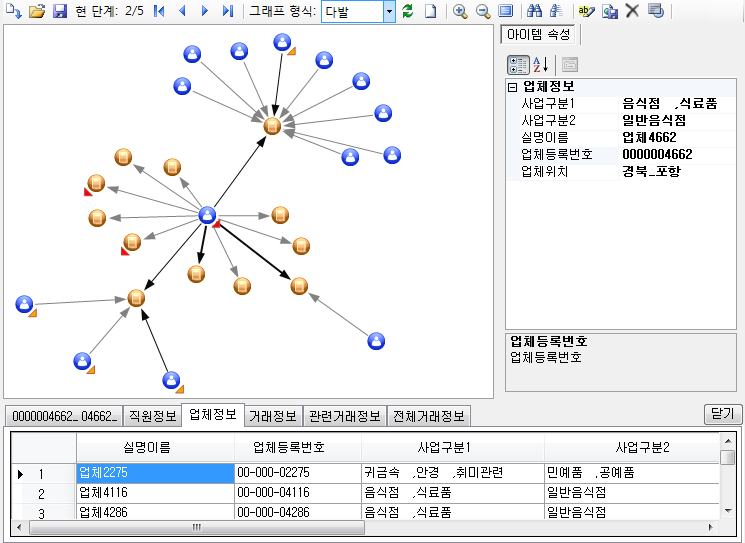 현 단계: 2/5 그래프 형식: 다발
아이템 속성
업체정보
사업구분1 음식점 ,식료품
사업구분2 일반음식점
실명이름 업체4662
업체등록번호 0000004662
업체위치 경북_포항
업체등록번호
업체등록번호
0000004662_ 04662_ 직원정보 업체정보 거래정보 관련거래정보 전체거래정보 닫기
실명이름 업체등록번호 사업구분1 사업구분2
1 업체2275 00-000-02275 귀금속 ,안경 ,취미관련 민예품 ,공예품
2 업체4116 00-000-04116 음식점 ,식료품 일반음식점
3 업체4286 00-000-04286 음식점 ,식료품 일반음식점